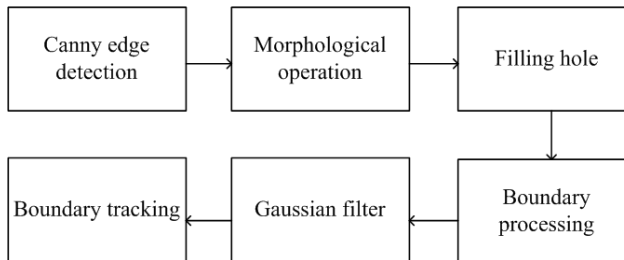 Canny edge
detection
Morphological
operation
Filling hole
Boundary
processing
Gaussian filter
Boundary tracking